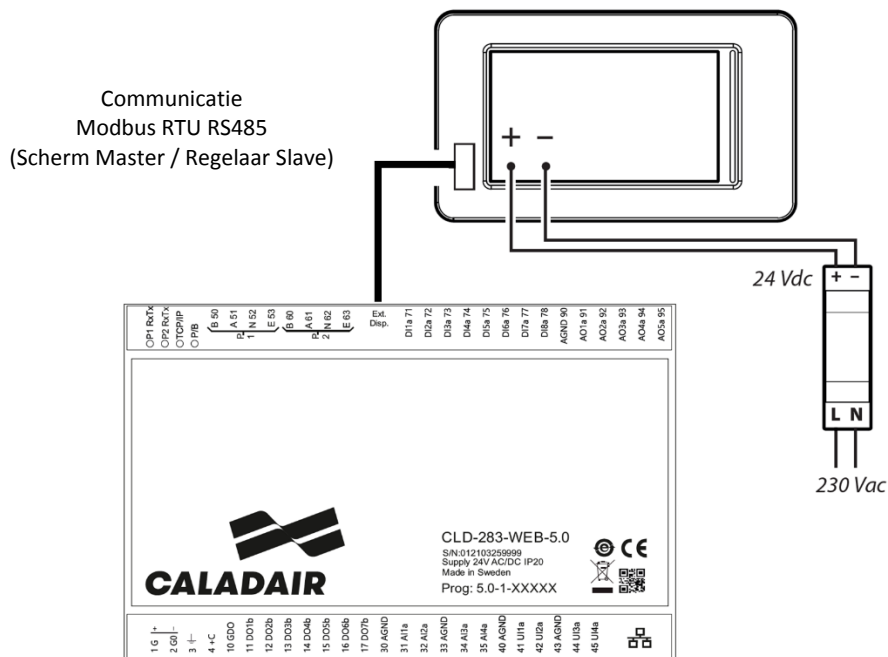 Communicatie
Modbus RTU RS485
(Scherm Master / Regelaar Slave)
+ −
24 Vdc
+ −
L N
230 Vac
P1 RxTx
P2 RxTx
TCP/IP
P/B
B 50
A 51
N 52
E 53
P 1
B 60
A 61
N 62
E 63
P 2
Ext.
Disp.
DI1a 71
DI2a 72
DI3a 73
DI4a 74
DI5a 75
DI6a 76
DI7a 77
DI8a 78
AGND 90
AO1a 91
AO2a 92
AO3a 93
AO4a 94
AO5a 95
CALADAIR
CLD-283-WEB-5.0
S/N:012103259999
Supply 24V AC/DC IP20
Made in Sweden
Prog: 5.0-1-XXXXX
e
CE
1 G +
2 G0 −
3
4 +C
10 GDO
11 DO1b
12 DO2b
13 DO3b
14 DO4b
15 DO5b
16 DO6b
17 DO7b
30 AGND
31 AI1a
32 AI2a
33 AGND
34 AI3a
35 AI4a
40 AGND
41 UI1a
42 UI2a
43 AGND
44 UI3a
45 UI4a